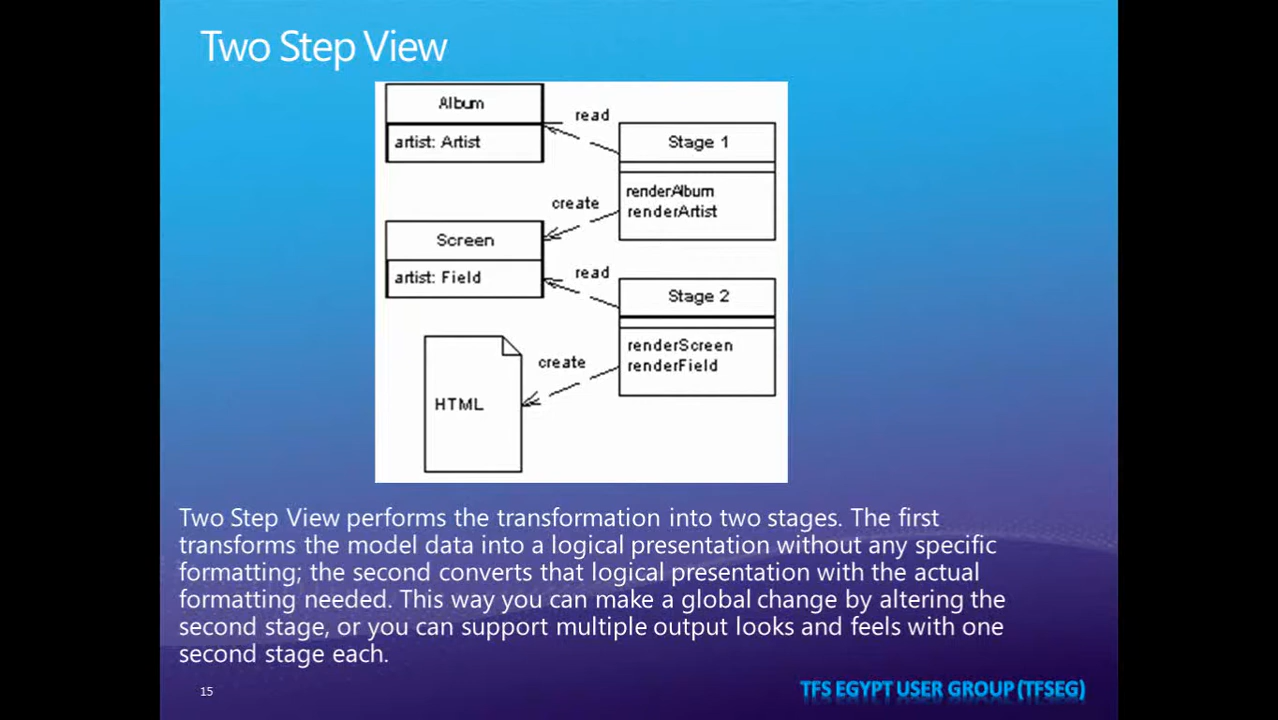 Two Step View
Album
artist: Artist
read
Stage 1
renderAlbum
renderArtist
create
Screen
artist: Field
read
Stage 2
renderScreen
renderField
create
HTML
Two Step View performs the transformation into two stages. The first
transforms the model data into a logical presentation without any specific
formatting; the second converts that logical presentation with the actual
formatting needed. This way you can make a global change by altering the
second stage, or you can support multiple output looks and feels with one
second stage each.
15
TFS EGYPT USER GROUP (TFSEG)